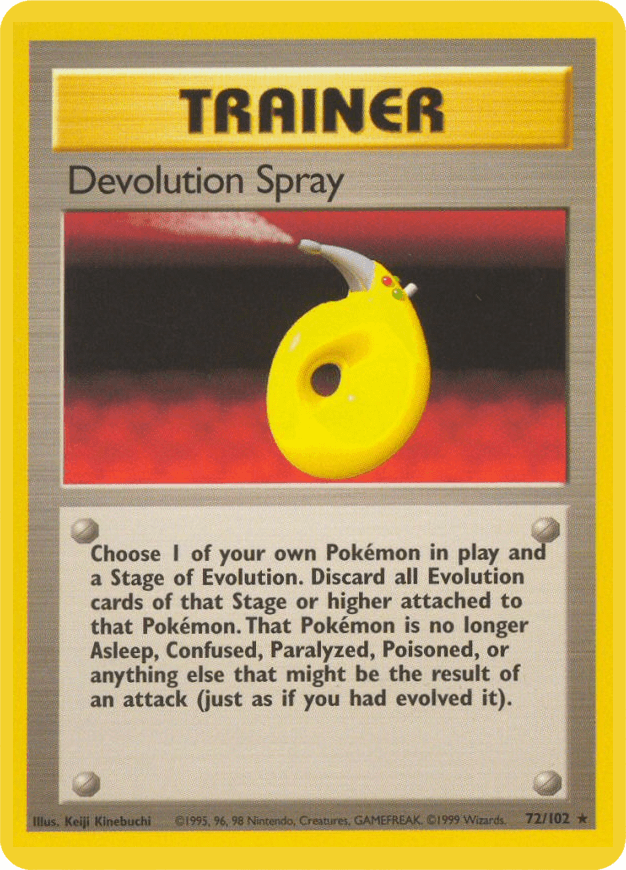 TRAINER
Devolution Spray
Choose 1 of your own Pokémon in play and
a Stage of Evolution. Discard all Evolution
cards of that Stage or higher attached to
that Pokémon. That Pokémon is no longer
Asleep, Confused, Paralyzed, Poisoned, or
anything else that might be the result of
an attack (just as if you had evolved it).
Illus. Keiji Kinebuchi ©1995, 96, 98 Nintendo, Creatures, GAMEFREAK. ©1999 Wizards. 72/102 ★